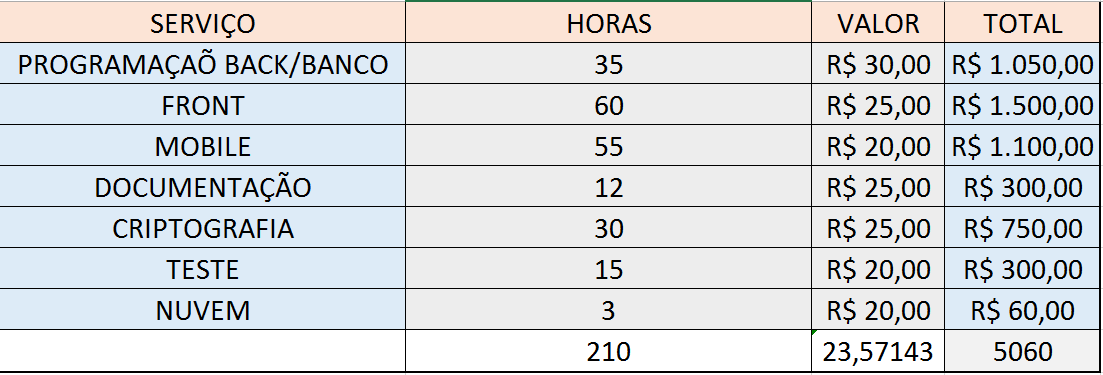 SERVIÇO HORAS VALOR TOTAL
PROGRAMAÇAÕ BACK/BANCO 35 R$ 30,00 R$ 1.050,00
FRONT 60 R$ 25,00 R$ 1.500,00
MOBILE 55 R$ 20,00 R$ 1.100,00
DOCUMENTAÇÃO 12 R$ 25,00 R$ 300,00
CRIPTOGRAFIA 30 R$ 25,00 R$ 750,00
TESTE 15 R$ 20,00 R$ 300,00
NUVEM 3 R$ 20,00 R$ 60,00
210 23,57143 5060